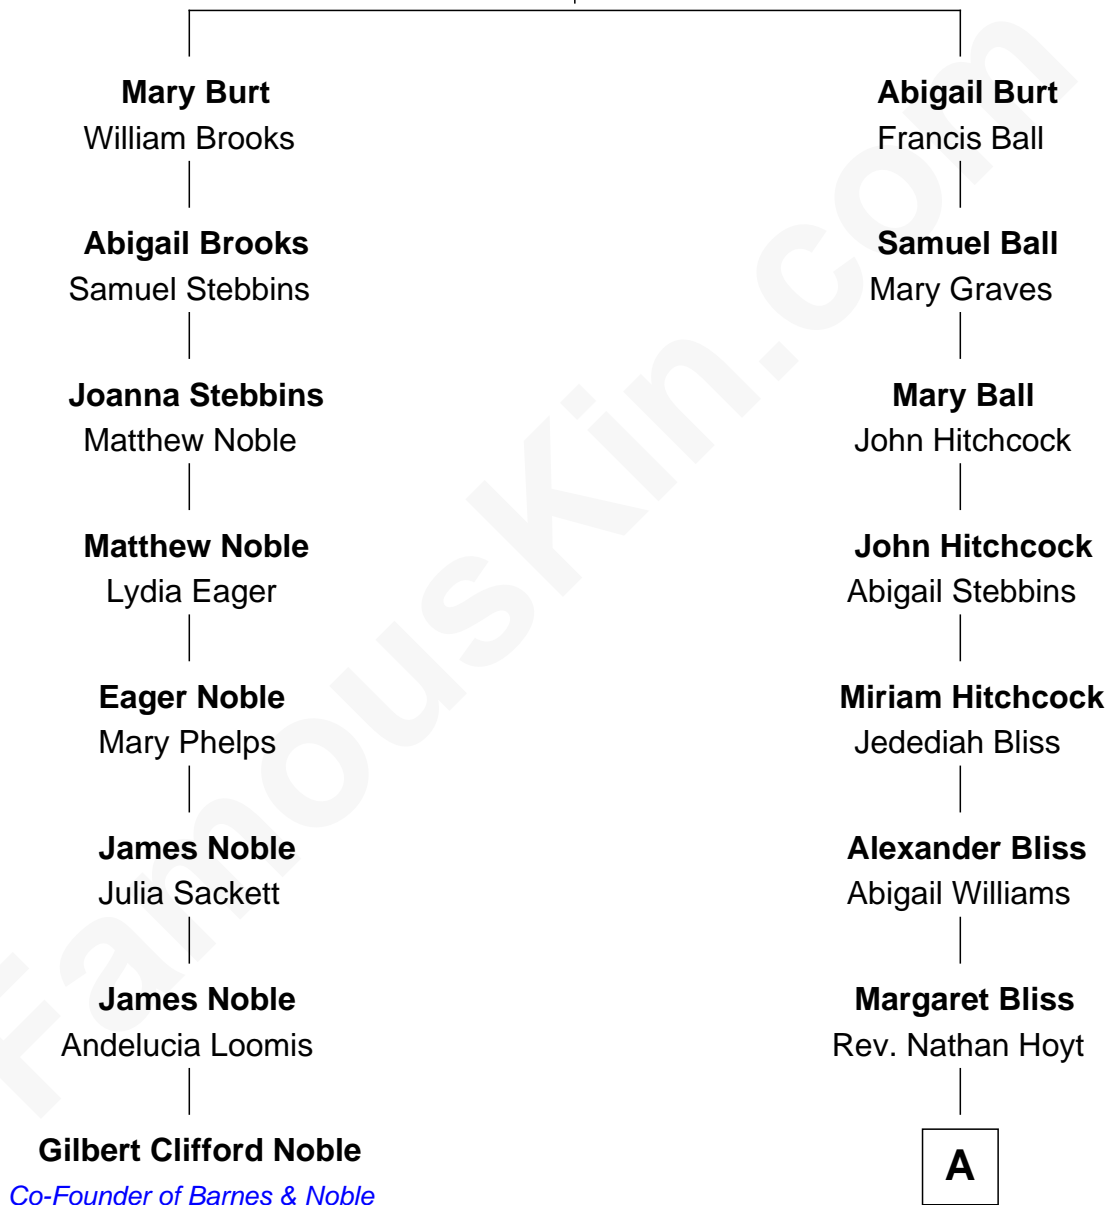 Mary Burt
William Brooks
Abigail Brooks
Samuel Stebbins
Joanna Stebbins
Matthew Noble
Matthew Noble
Lydia Eager
Eager Noble
Mary Phelps
James Noble
Julia Sackett
James Noble
Andelucia Loomis
Gilbert Clifford Noble
Co-Founder of Barnes & Noble
Abigail Burt
Francis Ball
Samuel Ball
Mary Graves
Mary Ball
John Hitchcock
John Hitchcock
Abigail Stebbins
Miriam Hitchcock
Jedediah Bliss
Alexander Bliss
Abigail Williams
Margaret Bliss
Rev. Nathan Hoyt
A
FamousKin.com